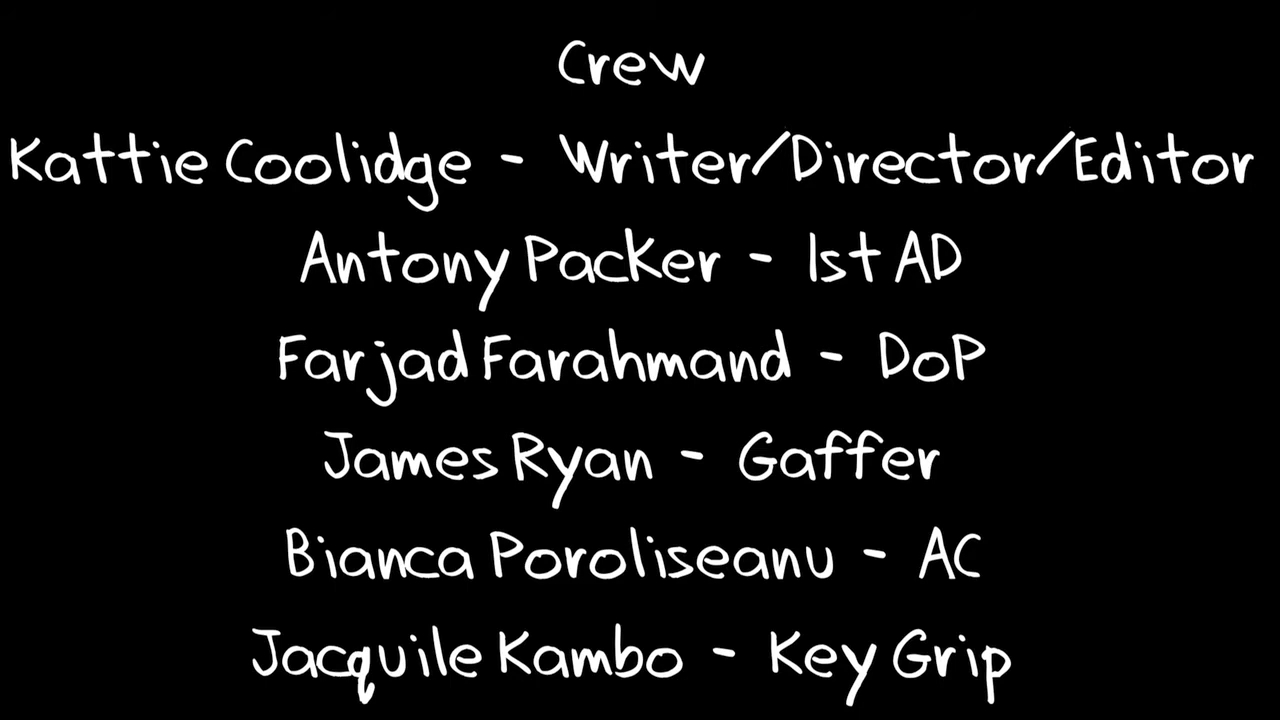 Crew
Kattie Coolidge - Writer/Director/Editor
Antony Packer - 1st AD
Farjad Farahmand - DoP
James Ryan - Gaffer
Bianca Poroliseanu - AC
Jacquile Kambo - Key Grip